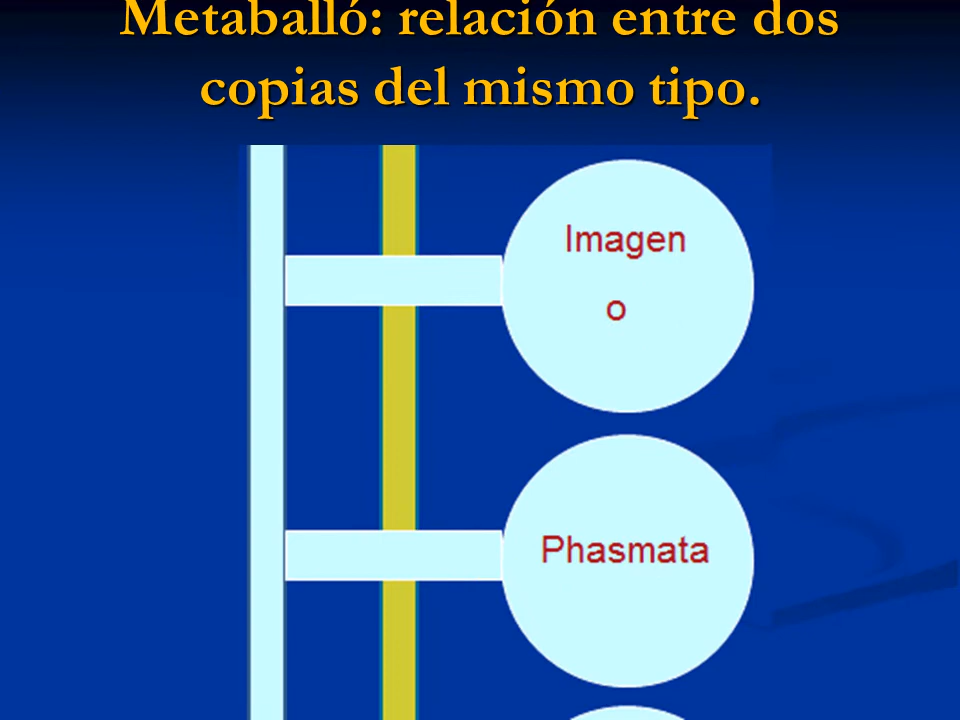 Metaballó: relación entre dos
copias del mismo tipo.
Imagen
o
Phasmata